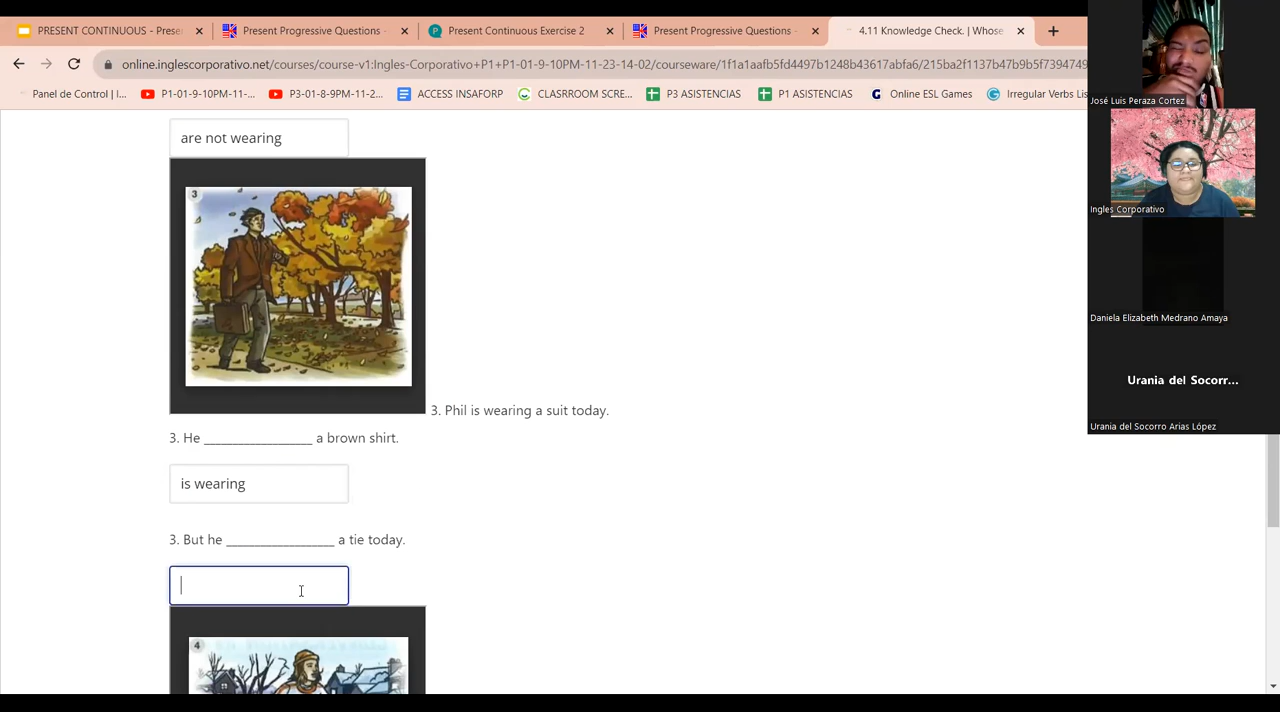 PRESENT CONTINUOUS - Prese
Present Progressive Questions -
Present Continuous Exercise 2
Present Progressive Questions -
4.11 Knowledge Check. | Whose
online.inglescorporativo.net/courses/course-v1:Ingles-Corporativo+P1+P1-01-9-10PM-11-23-14-02/courseware/1f1a1aafb5fd4497b1248b43617abfa6/215ba2f1137b47b9b5f7394749
Panel de Control | I...
P1-01-9-10PM-11-...
P3-01-8-9PM-11-2...
ACCESS INSAFORP
CLASRROOM SCRE...
P3 ASISTENCIAS
P1 ASISTENCIAS
Online ESL Games
Irregular Verbs Lis
are not wearing
3
3. Phil is wearing a suit today.
3. He __________________ a brown shirt.
is wearing
3. But he __________________ a tie today.
4
José Luis Peraza Cortez
Ingles Corporativo
Daniela Elizabeth Medrano Amaya
Urania del Socorr...
Urania del Socorro Arias López